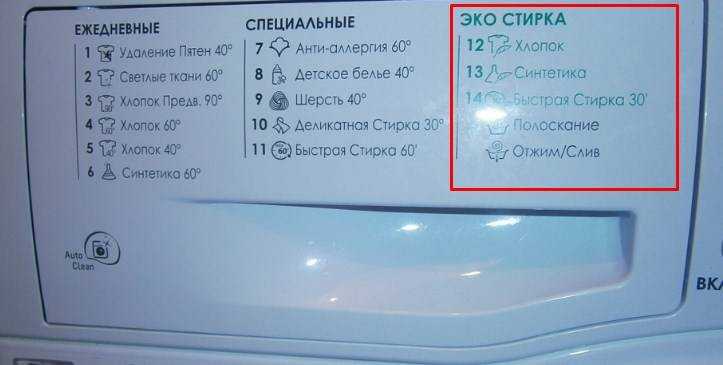 ЕЖЕДНЕВНЫЕ
1 Удаление Пятен 40°
2 Светлые ткани 60°
3 Хлопок Предв. 90°
4 Хлопок 60°
5 Хлопок 40°
6 Синтетика 60°
Auto
Clean
СПЕЦИАЛЬНЫЕ
7 Анти-аллергия 60°
8 Детское белье 40°
9 Шерсть 40°
10 Деликатная Стирка 30°
11 Быстрая Стирка 60'
ЭКО СТИРКА
12 Хлопок
13 Синтетика
14 Быстрая Стирка 30'
Полоскание
Отжим/Слив